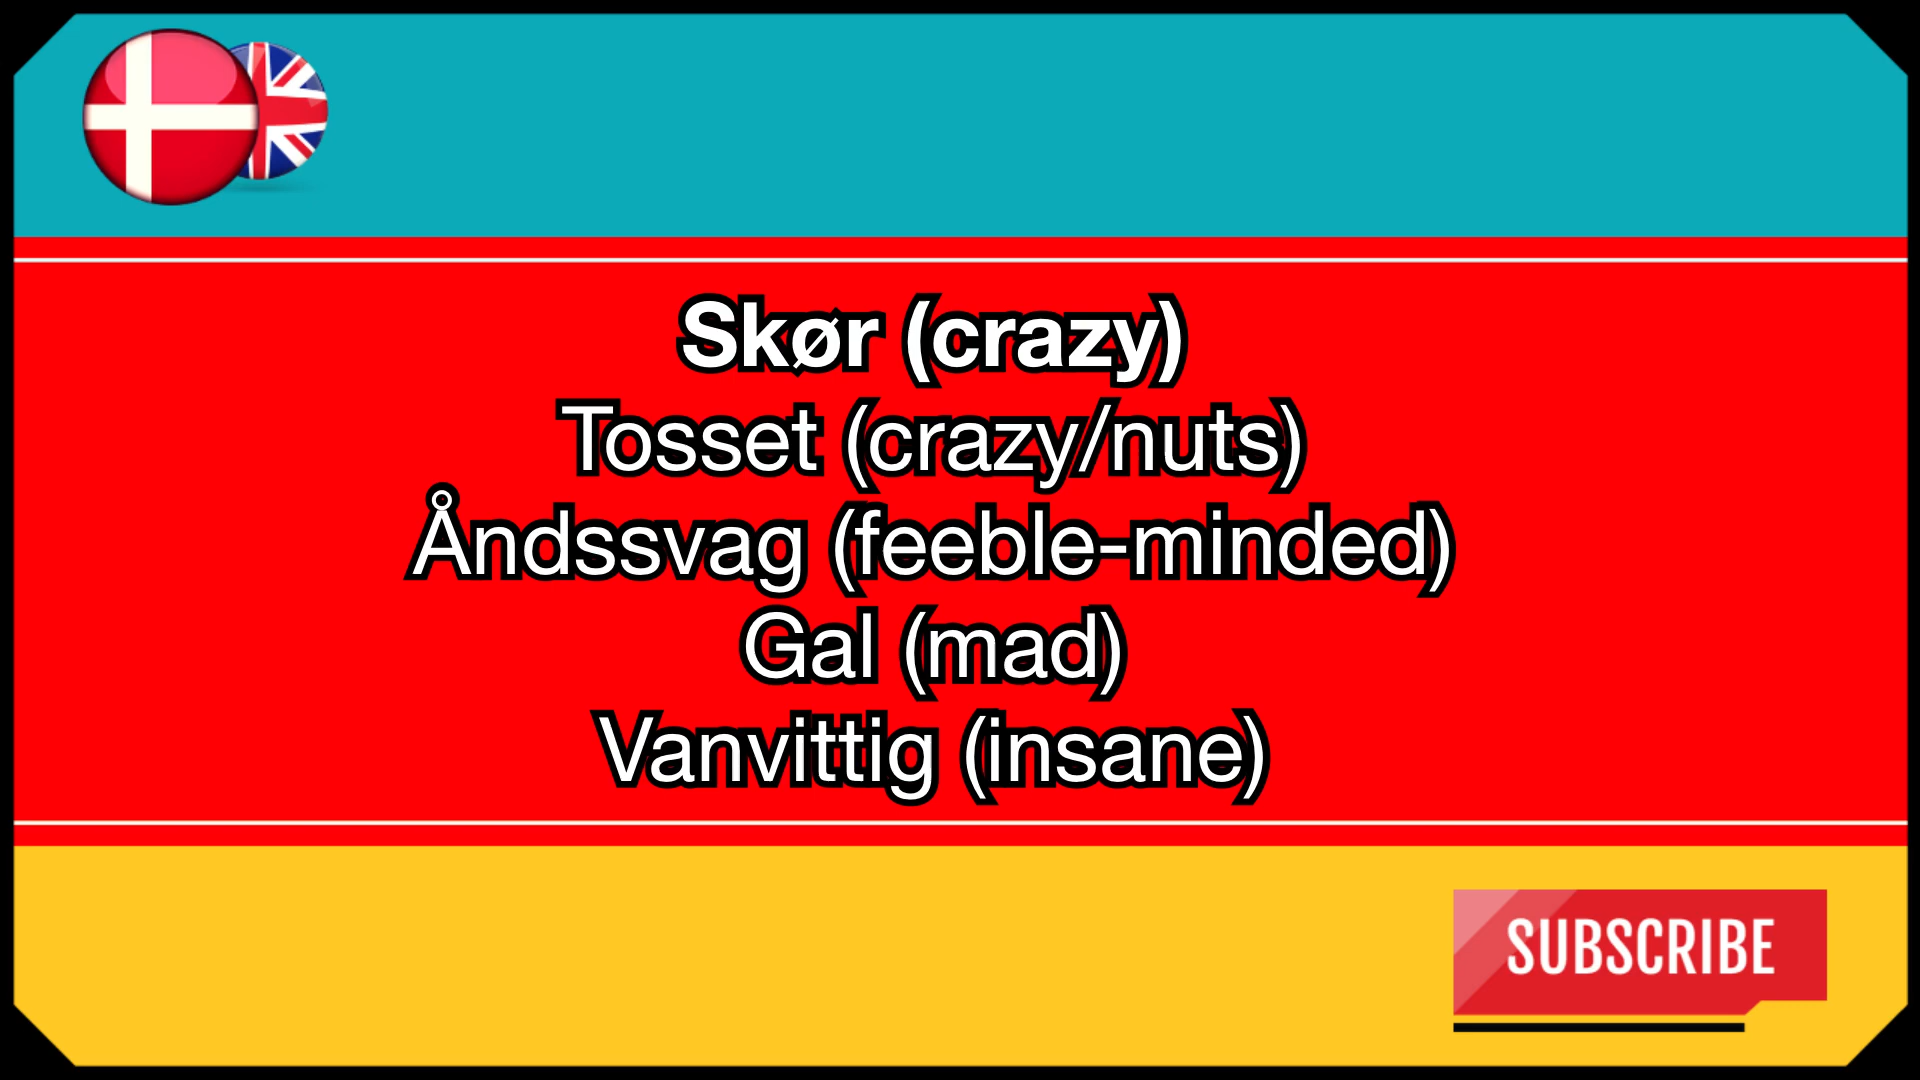 Skør (crazy)
Tosset (crazy/nuts)
Åndssvag (feeble-minded)
Gal (mad)
Vanvittig (insane)
SUBSCRIBE